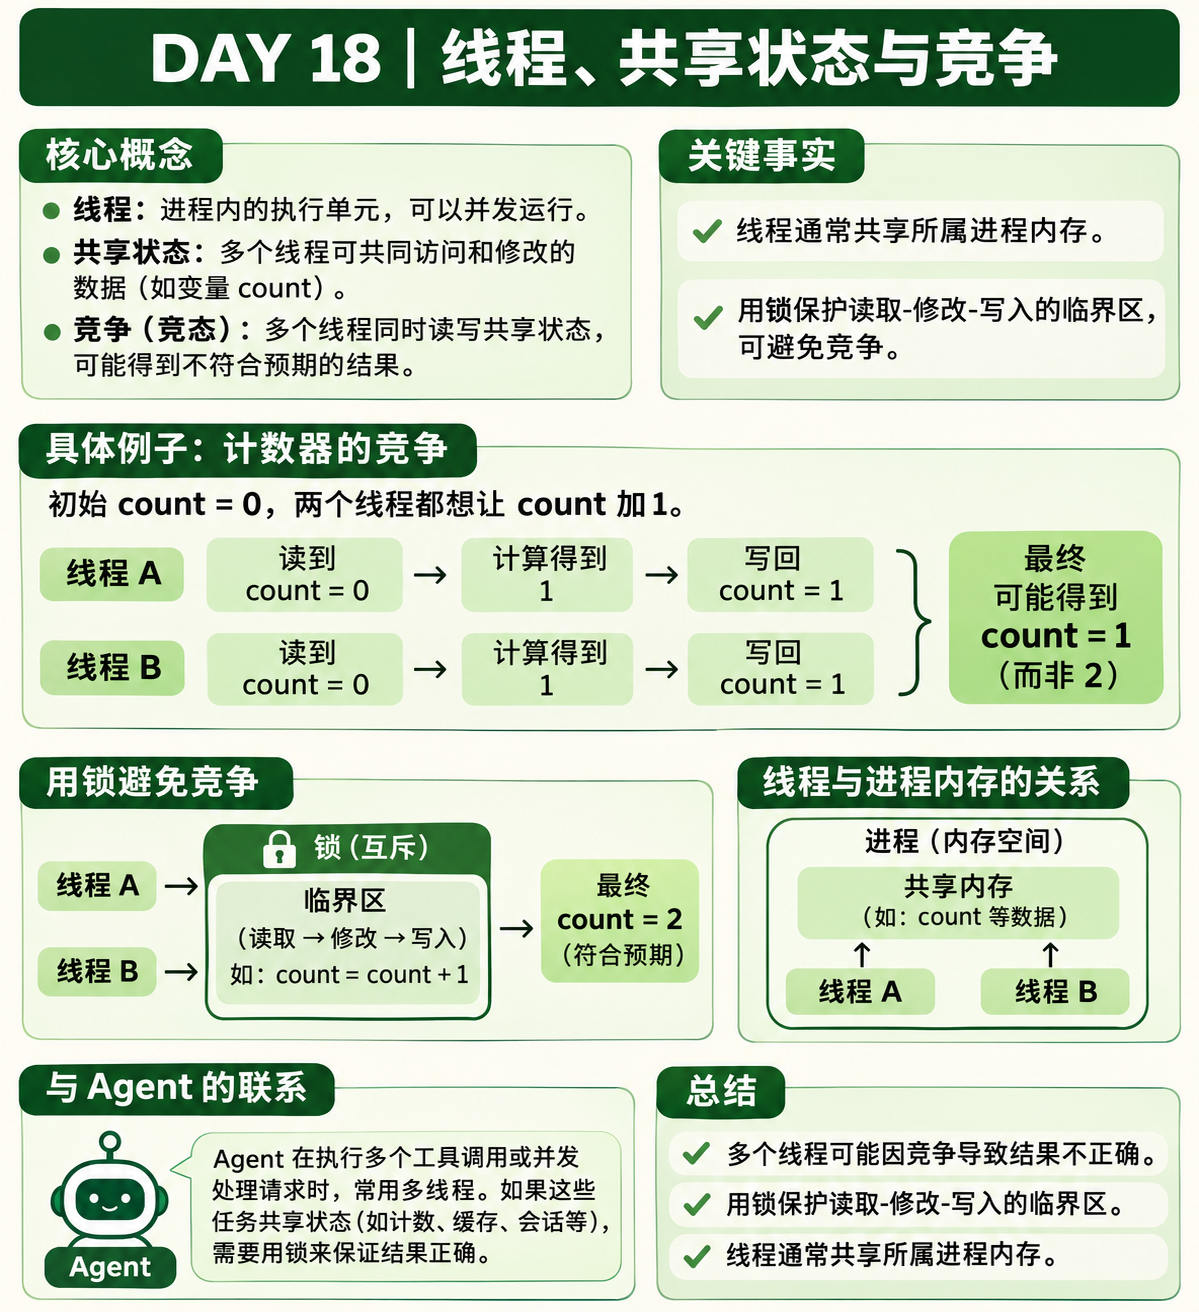 DAY 18 | 线程、共享状态与竞争
核心概念
线程：进程内的执行单元，可以并发运行。
共享状态：多个线程可共同访问和修改的
数据（如变量 count）。
竞争（竞态）：多个线程同时读写共享状态，
可能得到不符合预期的结果。
关键事实
线程通常共享所属进程内存。
用锁保护读取-修改-写入的临界区，
可避免竞争。
具体例子：计数器的竞争
初始 count = 0，两个线程都想让 count 加 1。
线程 A
读到
count = 0
→
计算得到
1
→
写回
count = 1
线程 B
读到
count = 0
→
计算得到
1
→
写回
count = 1
最终
可能得到
count = 1
（而非 2）
用锁避免竞争
线程 A
→
线程 B
→
锁（互斥）
临界区
（读取 → 修改 → 写入）
如：count = count + 1
→
最终
count = 2
（符合预期）
线程与进程内存的关系
进程（内存空间）
共享内存
（如：count 等数据）
↑ ↑
线程 A
线程 B
与 Agent 的联系
Agent 在执行多个工具调用或并发
处理请求时，常用多线程。如果这些
任务共享状态（如计数、缓存、会话等），
需要用锁来保证结果正确。
Agent
总结
多个线程可能因竞争导致结果不正确。
用锁保护读取-修改-写入的临界区。
线程通常共享所属进程内存。